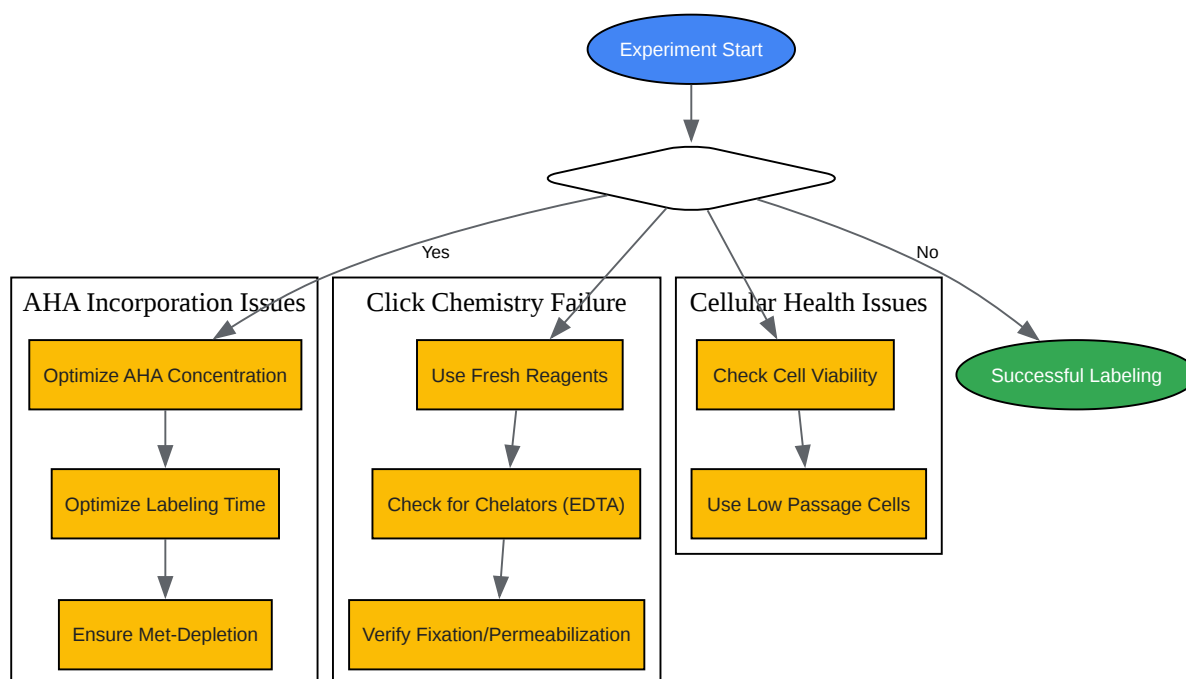 Experiment Start
Yes
No
AHA Incorporation Issues
Click Chemistry Failure
Cellular Health Issues
Optimize AHA Concentration
Use Fresh Reagents
Check Cell Viability
Successful Labeling
Optimize Labeling Time
Check for Chelators (EDTA)
Use Low Passage Cells
Ensure Met-Depletion
Verify Fixation/Permeabilization